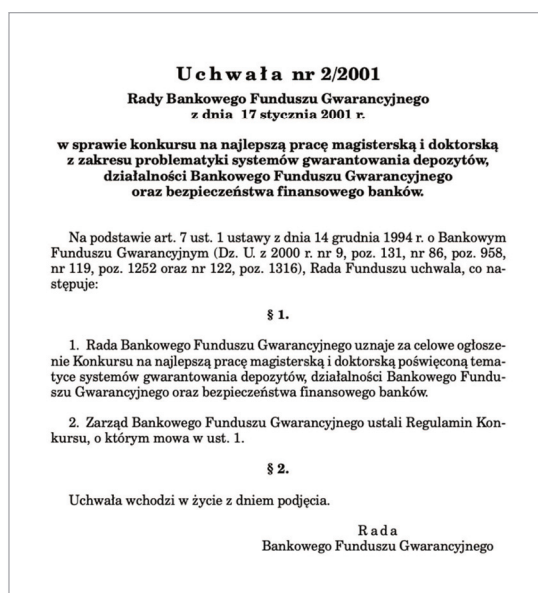 Uchwała nr 2/2001
Rady Bankowego Funduszu Gwarancyjnego
z dnia 17 stycznia 2001 r.
w sprawie konkursu na najlepszą pracę magisterską i doktorską
z zakresu problematyki systemów gwarantowania depozytów,
działalności Bankowego Funduszu Gwarancyjnego
oraz bezpieczeństwa finansowego banków.
Na podstawie art. 7 ust. 1 ustawy z dnia 14 grudnia 1994 r. o Bankowym
Funduszu Gwarancyjnym (Dz. U. z 2000 r. nr 9, poz. 131, nr 86, poz. 958,
nr 119, poz. 1252 oraz nr 122, poz. 1316), Rada Funduszu uchwala, co na-
stępuje:
§ 1.
1. Rada Bankowego Funduszu Gwarancyjnego uznaje za celowe ogłosze-
nie Konkursu na najlepszą pracę magisterską i doktorską poświęconą tema-
tyce systemów gwarantowania depozytów, działalności Bankowego Fundu-
szu Gwarancyjnego oraz bezpieczeństwa finansowego banków.
2. Zarząd Bankowego Funduszu Gwarancyjnego ustali Regulamin Kon-
kursu, o którym mowa w ust. 1.
§ 2.
Uchwała wchodzi w życie z dniem podjęcia.
Rada
Bankowego Funduszu Gwarancyjnego